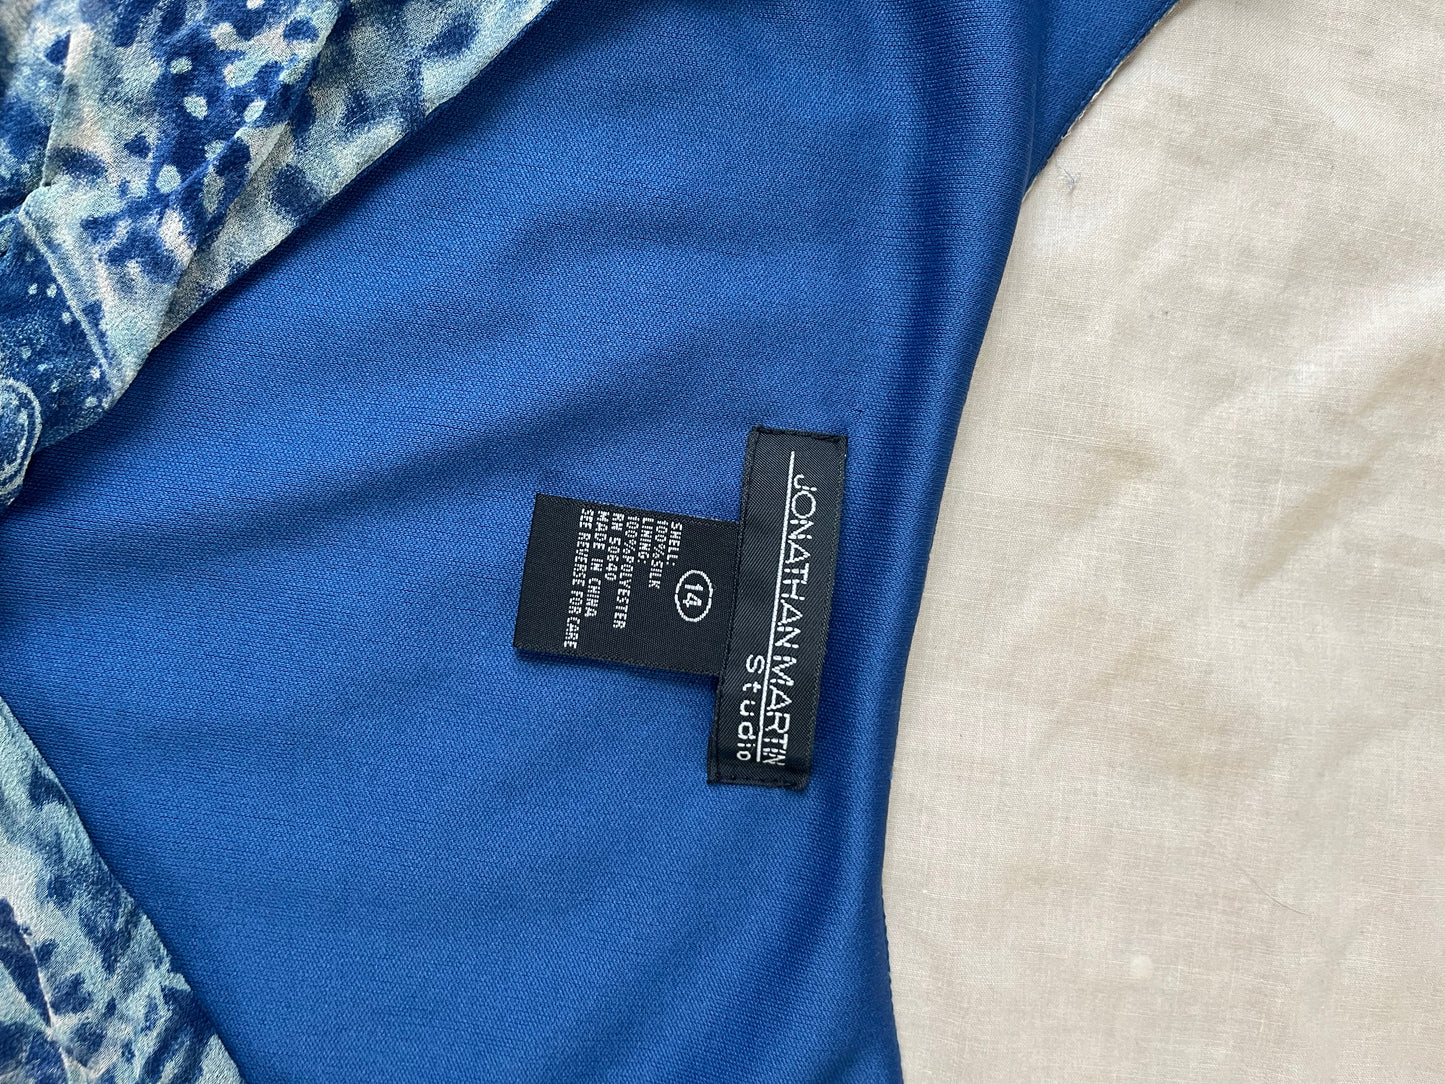 JONATHAN MARTIN
Studio
14
SHELL:
100%SILK
LINING:
100%POLYESTER
RN 50640
MADE IN CHINA
SEE REVERSE FOR CARE